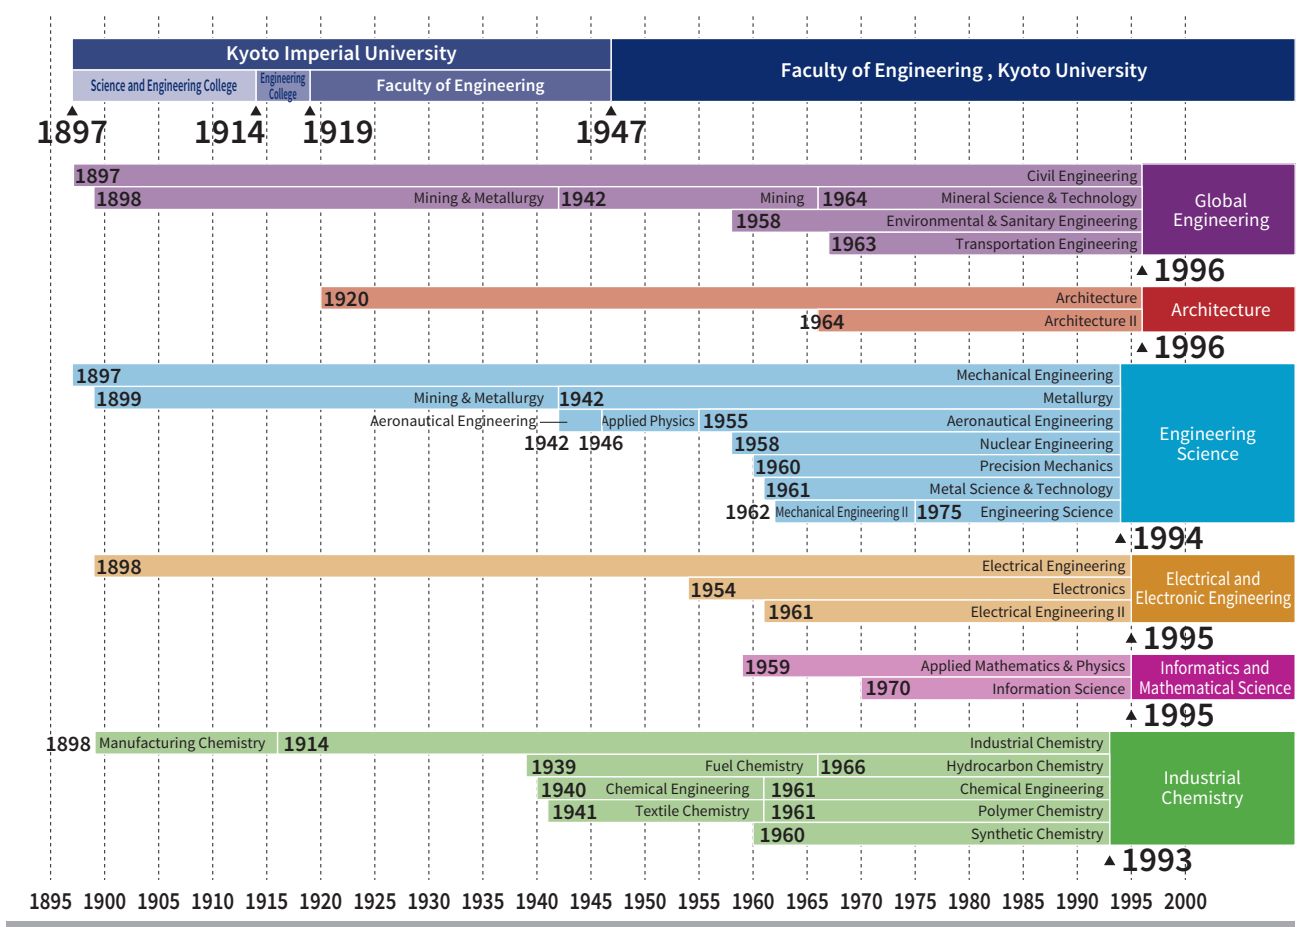 Kyoto Imperial University
Faculty of Engineering , Kyoto University
Science and Engineering College
Engineering
College
Faculty of Engineering
1897 1914 1919 1947
1897 Civil Engineering
1898 Mining & Metallurgy 1942 Mining 1964 Mineral Science & Technology
1958 Environmental & Sanitary Engineering
1963 Transportation Engineering
Global
Engineering
1996
1920 Architecture
1964 Architecture II
Architecture
1996
1897 Mechanical Engineering
1899 Mining & Metallurgy 1942 Metallurgy
Aeronautical Engineering Applied Physics 1955 Aeronautical Engineering
1942 1946 1958 Nuclear Engineering
1960 Precision Mechanics
1961 Metal Science & Technology
1962 Mechanical Engineering II 1975 Engineering Science
Engineering
Science
1994
1898 Electrical Engineering
1954 Electronics
1961 Electrical Engineering II
Electrical and
Electronic Engineering
1995
1959 Applied Mathematics & Physics
1970 Information Science
Informatics and
Mathematical Science
1995
1898 Manufacturing Chemistry 1914 Industrial Chemistry
1939 Fuel Chemistry 1966 Hydrocarbon Chemistry
1940 Chemical Engineering 1961 Chemical Engineering
1941 Textile Chemistry 1961 Polymer Chemistry
1960 Synthetic Chemistry
Industrial
Chemistry
1993
1895 1900 1905 1910 1915 1920 1925 1930 1935 1940 1945 1950 1955 1960 1965 1970 1975 1980 1985 1990 1995 2000